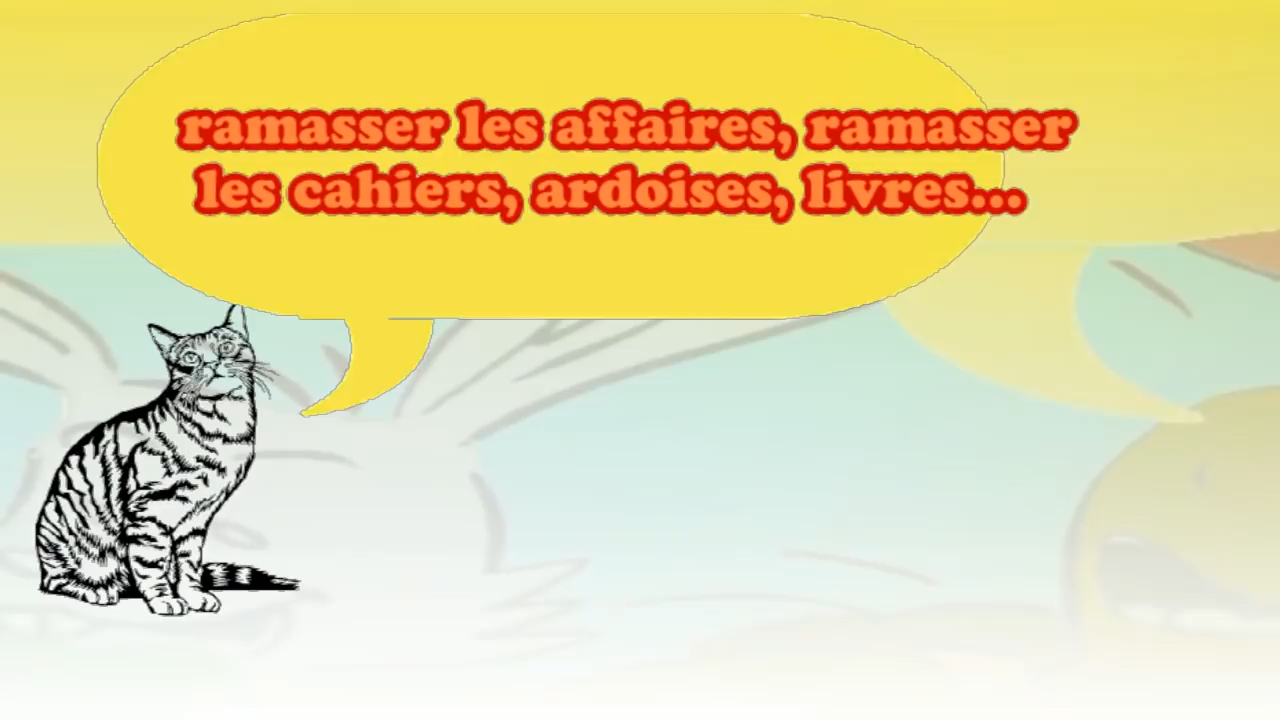 ramasser les affaires, ramasser
les cahiers, ardoises, livres...